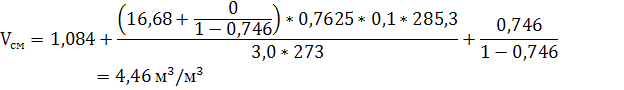 V_см = 1,084 + ((16,68 + 0/(1 − 0,746)) * 0,7625 * 0,1 * 285,3)/(3,0 * 273) + 0,746/(1 − 0,746)
= 4,46 м³/м³